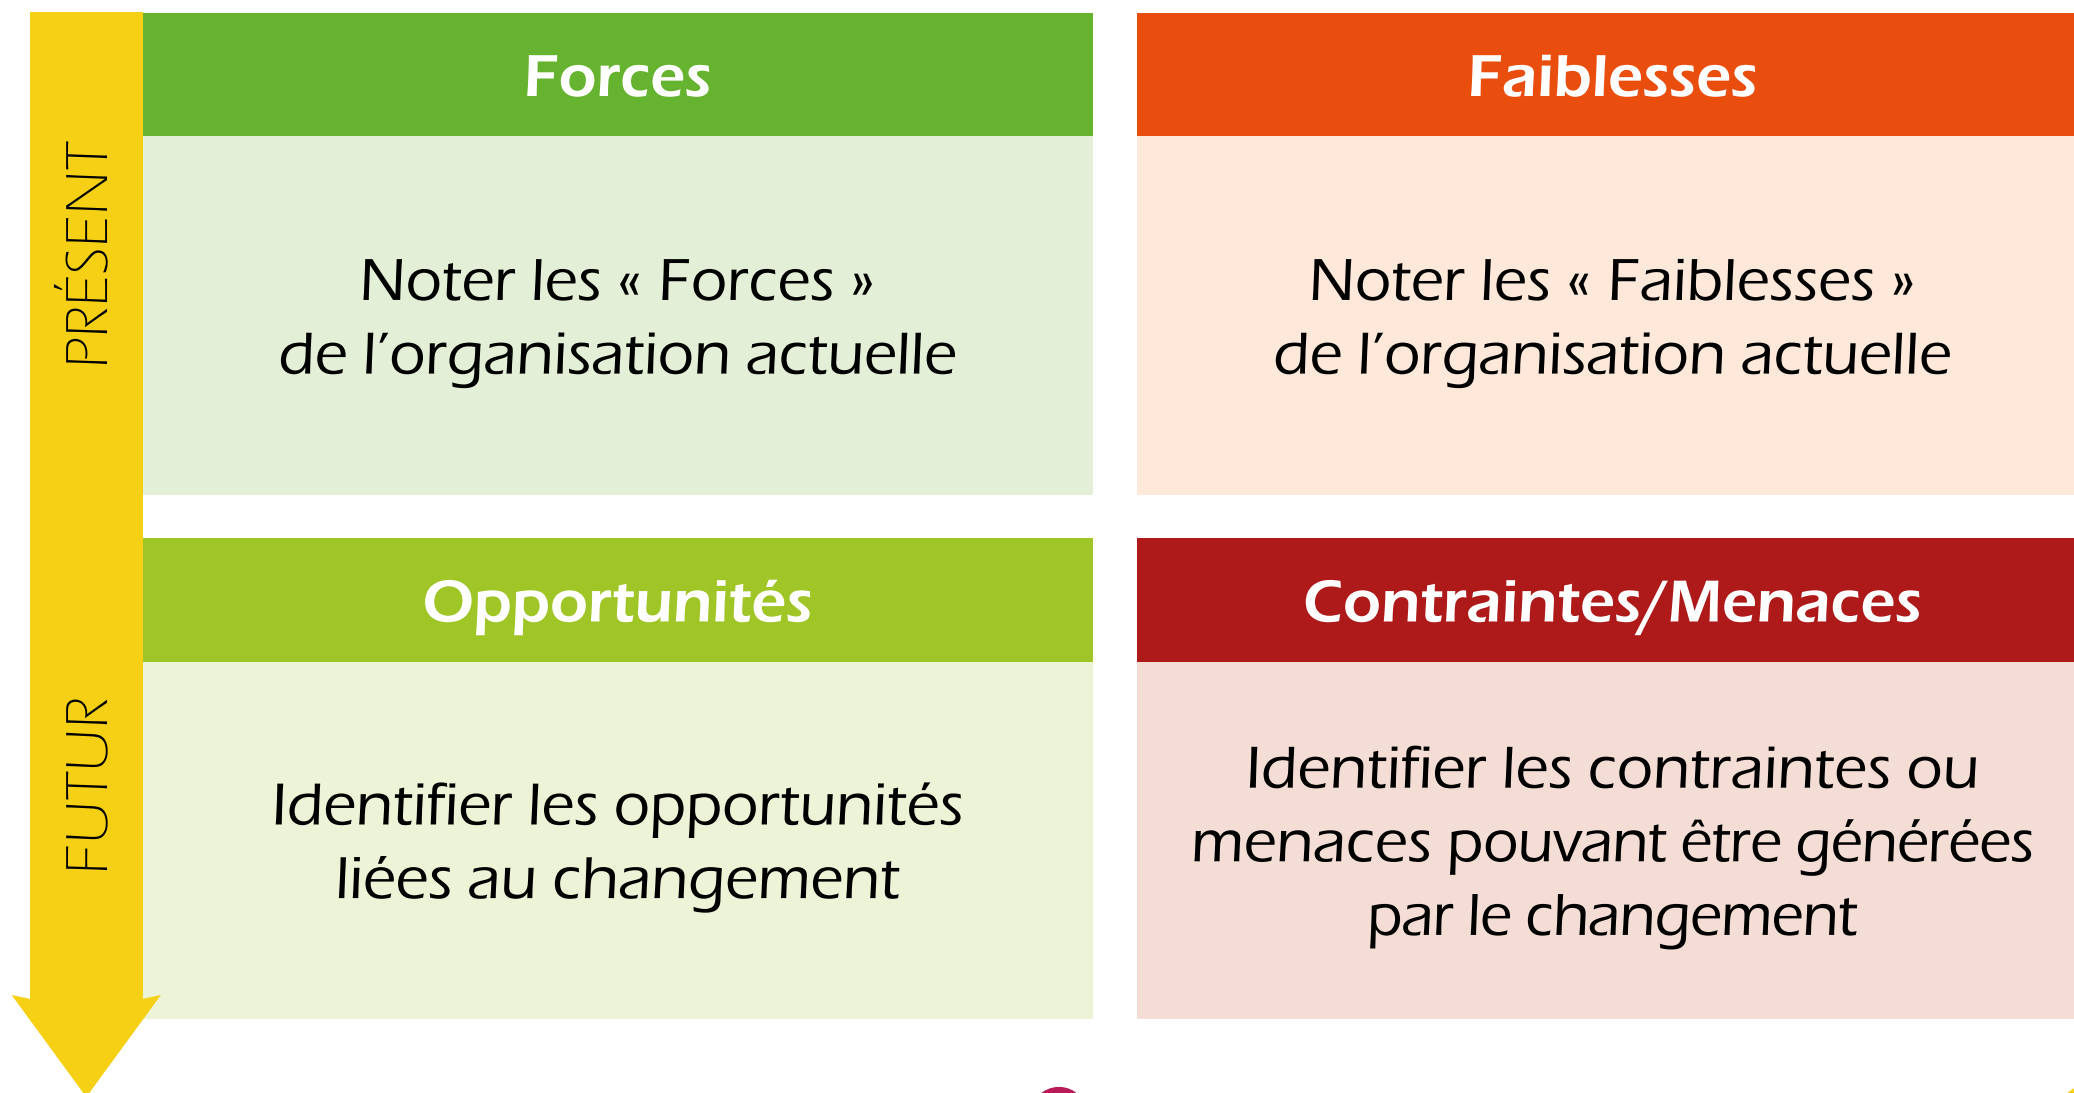 PRÉSENT
Forces
Noter les « Forces »
de l’organisation actuelle
Faiblesses
Noter les « Faiblesses »
de l’organisation actuelle
FUTUR
Opportunités
Identifier les opportunités
liées au changement
Contraintes/Menaces
Identifier les contraintes ou
menaces pouvant être générées
par le changement